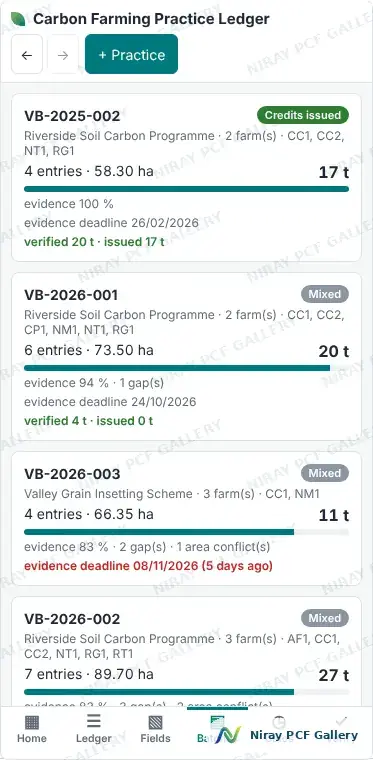 Carbon Farming Practice Ledger
← → + Practice
VB-2025-002 Credits issued
Riverside Soil Carbon Programme · 2 farm(s) · CC1, CC2,
NT1, RG1
4 entries · 58.30 ha 17 t
evidence 100 %
evidence deadline 26/02/2026
verified 20 t · issued 17 t
VB-2026-001 Mixed
Riverside Soil Carbon Programme · 2 farm(s) · CC1, CC2,
CP1, NM1, NT1, RG1
6 entries · 73.50 ha 20 t
evidence 94 % · 1 gap(s)
evidence deadline 24/10/2026
verified 4 t · issued 0 t
VB-2026-003 Mixed
Valley Grain Insetting Scheme · 3 farm(s) · CC1, NM1
4 entries · 66.35 ha 11 t
evidence 83 % · 2 gap(s) · 1 area conflict(s)
evidence deadline 08/11/2026 (5 days ago)
VB-2026-002 Mixed
Riverside Soil Carbon Programme · 3 farm(s) · AF1, CC1,
CC2, NT1, RG1, RT1
7 entries · 89.70 ha 27 t
Home Ledger Fields
Niray PCF Gallery
NIRAY PCF GALLERY